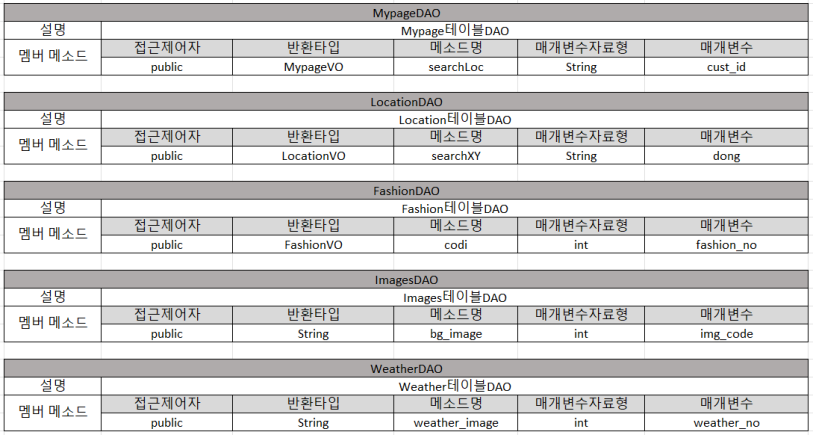 MypageDAO
설명 Mypage테이블DAO
멤버 메소드 접근제어자 반환타입 메소드명 매개변수자료형 매개변수
public MypageVO searchLoc String cust_id
LocationDAO
설명 Location테이블DAO
멤버 메소드 접근제어자 반환타입 메소드명 매개변수자료형 매개변수
public LocationVO searchXY String dong
FashionDAO
설명 Fashion테이블DAO
멤버 메소드 접근제어자 반환타입 메소드명 매개변수자료형 매개변수
public FashionVO codi int fashion_no
ImagesDAO
설명 Images테이블DAO
멤버 메소드 접근제어자 반환타입 메소드명 매개변수자료형 매개변수
public String bg_image int img_code
WeatherDAO
설명 Weather테이블DAO
멤버 메소드 접근제어자 반환타입 메소드명 매개변수자료형 매개변수
public String weather_image int weather_no